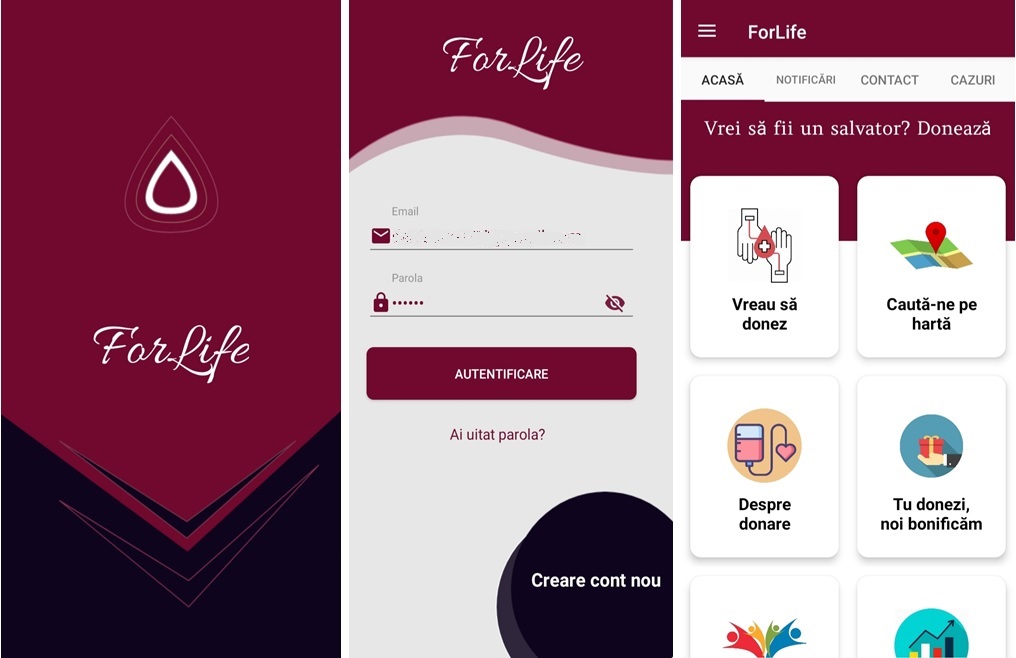 ForLife
ForLife
Email
Parola
AUTENTIFICARE
Ai uitat parola?
Creare cont nou
ForLife
ACASĂ NOTIFICĂRI CONTACT CAZURI
Vrei să fii un salvator? Donează
Vreau să
donez
Caută-ne pe
hartă
Despre
donare
Tu donezi,
noi bonificăm